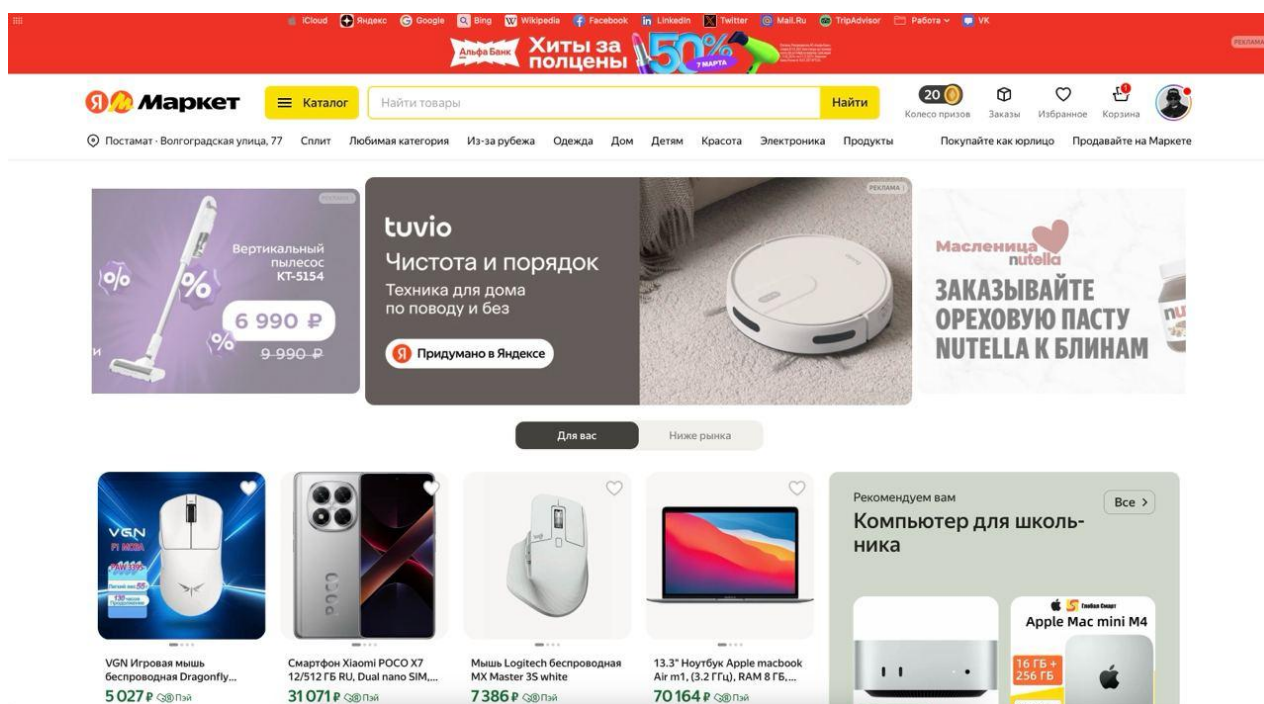 iCloud Яндекс Google Bing Wikipedia Facebook LinkedIn Twitter Mail.Ru TripAdvisor Работа VK
Альфа Банк
Хиты за
полцены
50%
7 МАРТА
РЕКЛАМА
Я Маркет
Каталог
Найти товары
Найти
20
Колесо призов
Заказы
Избранное
Корзина
Постамат · Волгоградская улица, 77 Сплит Любимая категория Из-за рубежа Одежда Дом Детям Красота Электроника Продукты Покупайте как юрлицо Продавайте на Маркете
Вертикальный
пылесос
КТ-5154
6 990 ₽
9 990 ₽
и
РЕКЛАМА
tuvio
Чистота и порядок
Техника для дома
по поводу и без
Я Придумано в Яндексе
Масленица
nutella
ЗАКАЗЫВАЙТЕ
ОРЕХОВУЮ ПАСТУ
NUTELLA К БЛИНАМ
Для вас
Ниже рынка
VGN
F1 MOBA
VGN Игровая мышь
беспроводная Dragonfly...
5 027 ₽ Пэй
POCO
Смартфон Xiaomi POCO X7
12/512 ГБ RU, Dual nano SIM,...
31 071 ₽ Пэй
Мышь Logitech беспроводная
MX Master 3S white
7 386 ₽ Пэй
13.3" Ноутбук Apple macbook
Air m1, (3.2 ГГц), RAM 8 ГБ,...
70 164 ₽ Пэй
Рекомендуем вам
Все
Компьютер для школь-
ника
Глобал Смарт
Apple Mac mini M4
16 ГБ +
256 ГБ